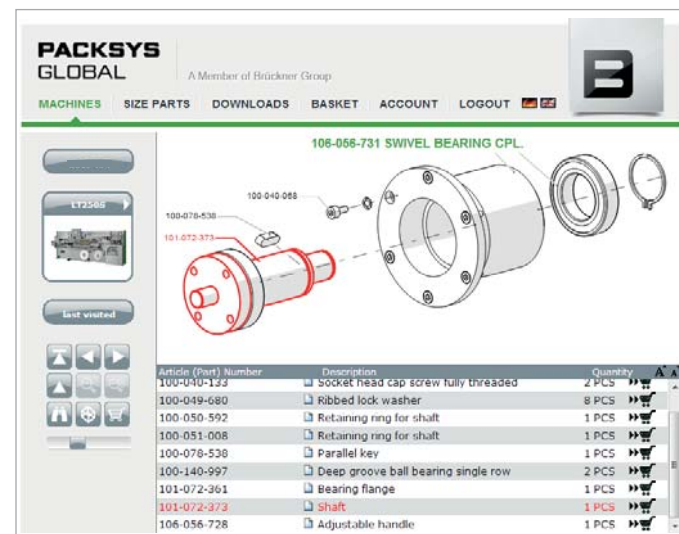 PACKSYS
GLOBAL
A Member of Brückner Group
B
MACHINES SIZE PARTS DOWNLOADS BASKET ACCOUNT LOGOUT
106-056-731 SWIVEL BEARING CPL.
100-040-068
100-078-538
101-072-373
LT250S
last visited
Article (Part) Number Description Quantity A A
100-040-133 Socket head cap screw fully threaded 2 PCS
100-049-680 Ribbed lock washer 8 PCS
100-050-592 Retaining ring for shaft 1 PCS
100-051-008 Retaining ring for shaft 1 PCS
100-078-538 Parallel key 1 PCS
100-140-997 Deep groove ball bearing single row 2 PCS
101-072-361 Bearing flange 1 PCS
101-072-373 Shaft 1 PCS
106-056-728 Adjustable handle 1 PCS